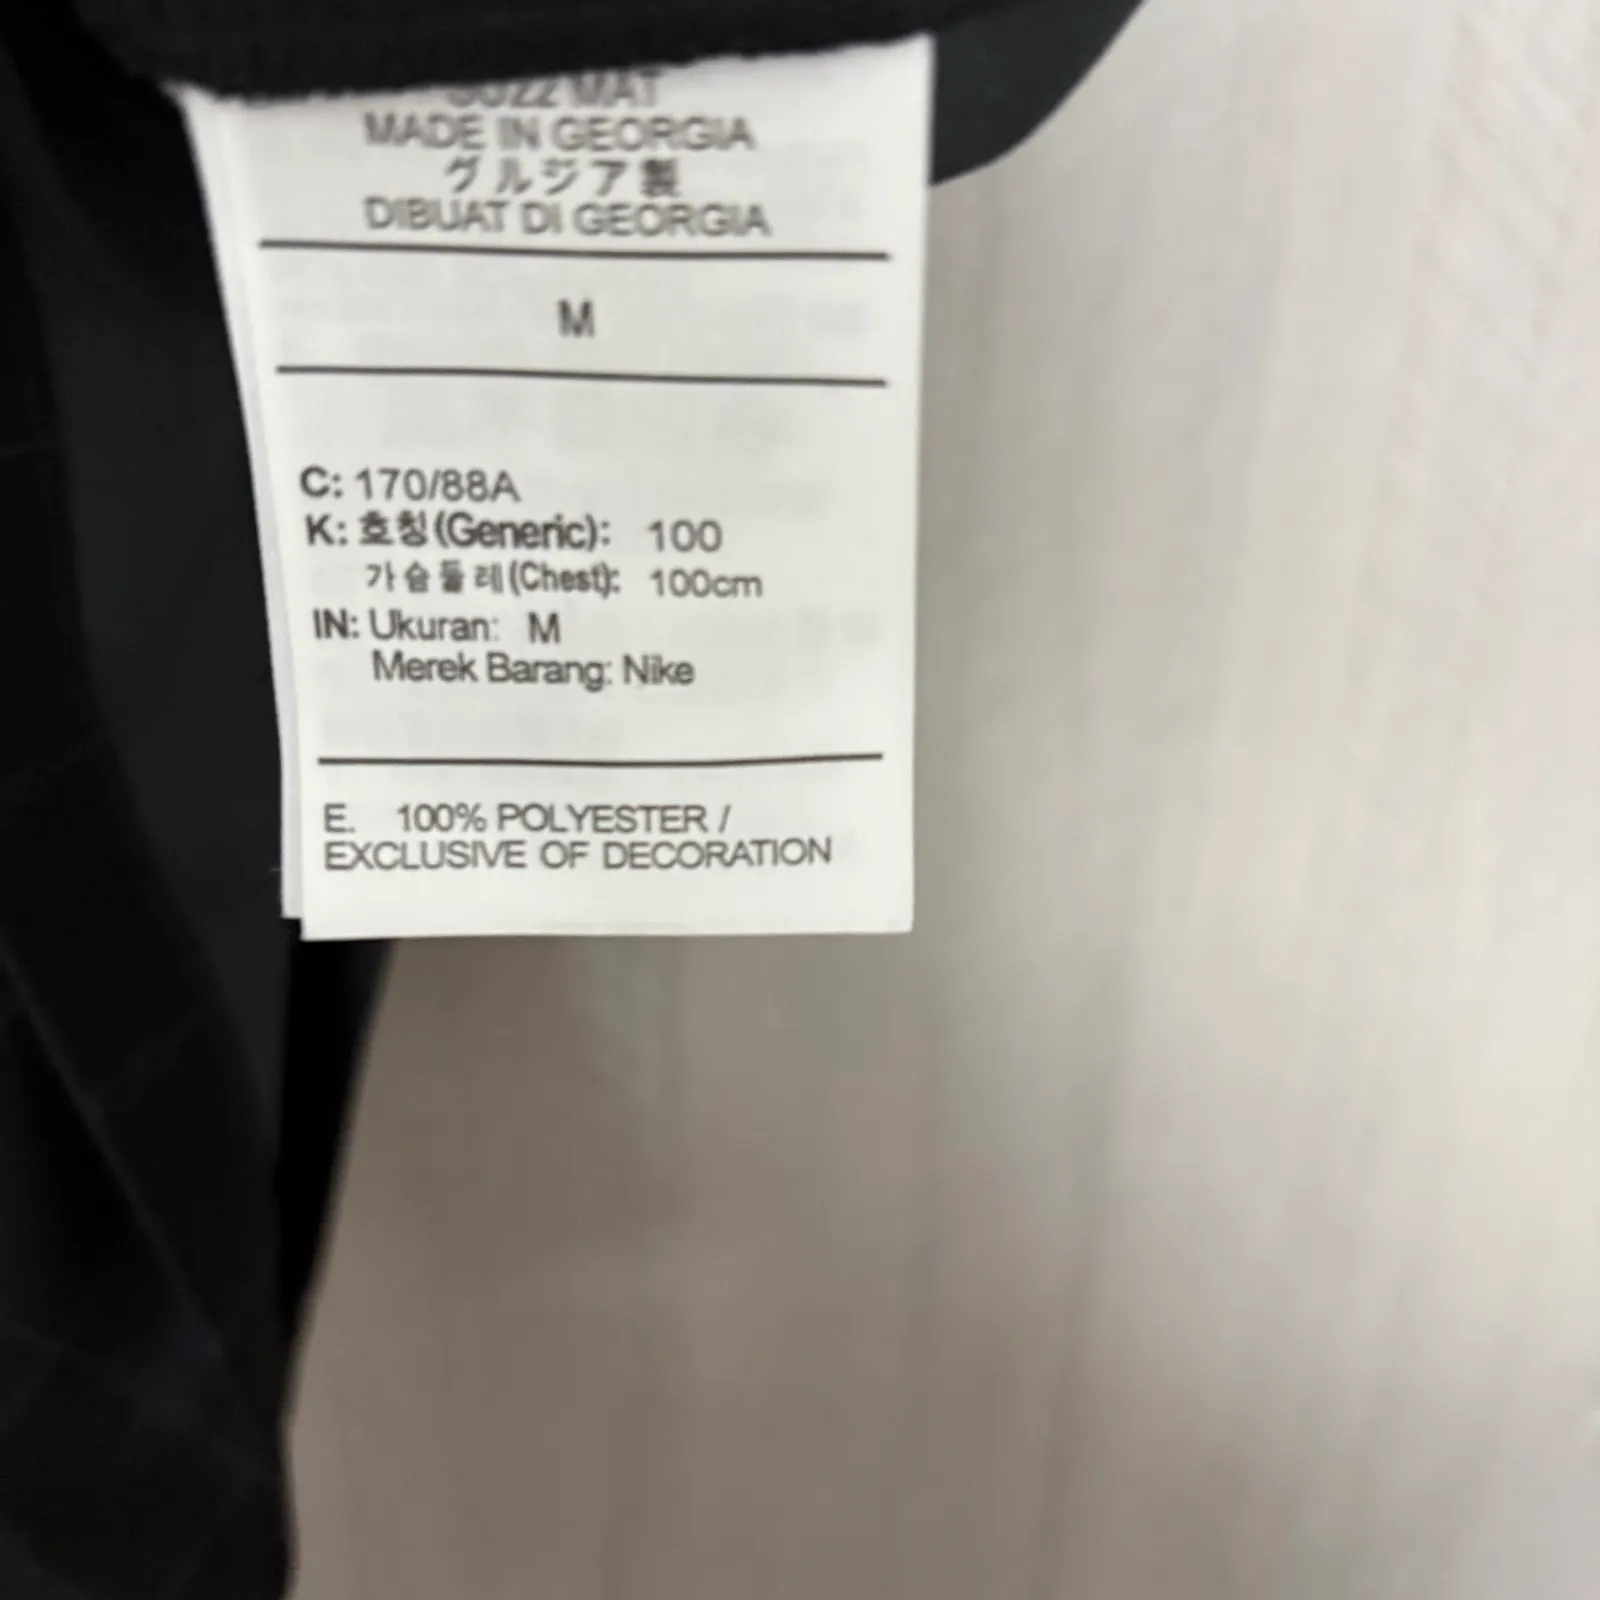 MADE IN GEORGIA
グルジア製
DIBUAT DI GEORGIA
M
C: 170/88A
K: 호칭(Generic): 100
가슴둘레(Chest): 100cm
IN: Ukuran: M
Merek Barang: Nike
E. 100% POLYESTER /
EXCLUSIVE OF DECORATION